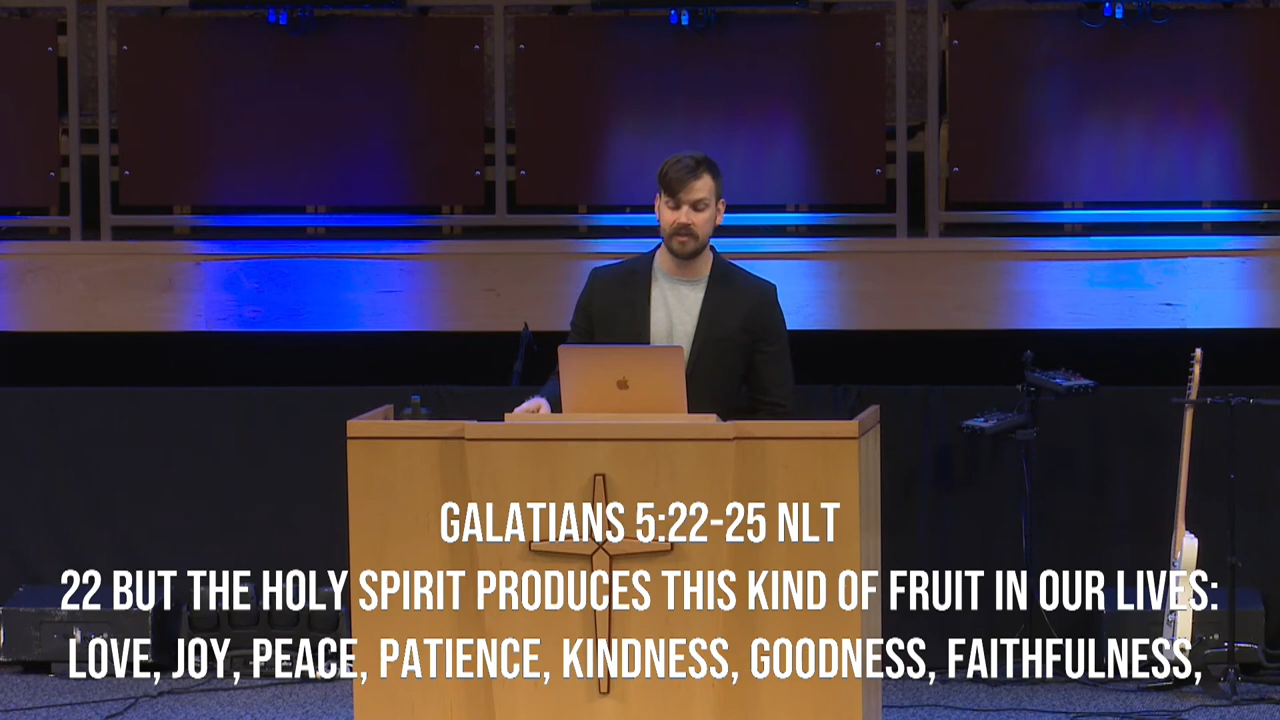 GALATIANS 5:22-25 NLT
22 BUT THE HOLY SPIRIT PRODUCES THIS KIND OF FRUIT IN OUR LIVES:
LOVE, JOY, PEACE, PATIENCE, KINDNESS, GOODNESS, FAITHFULNESS,